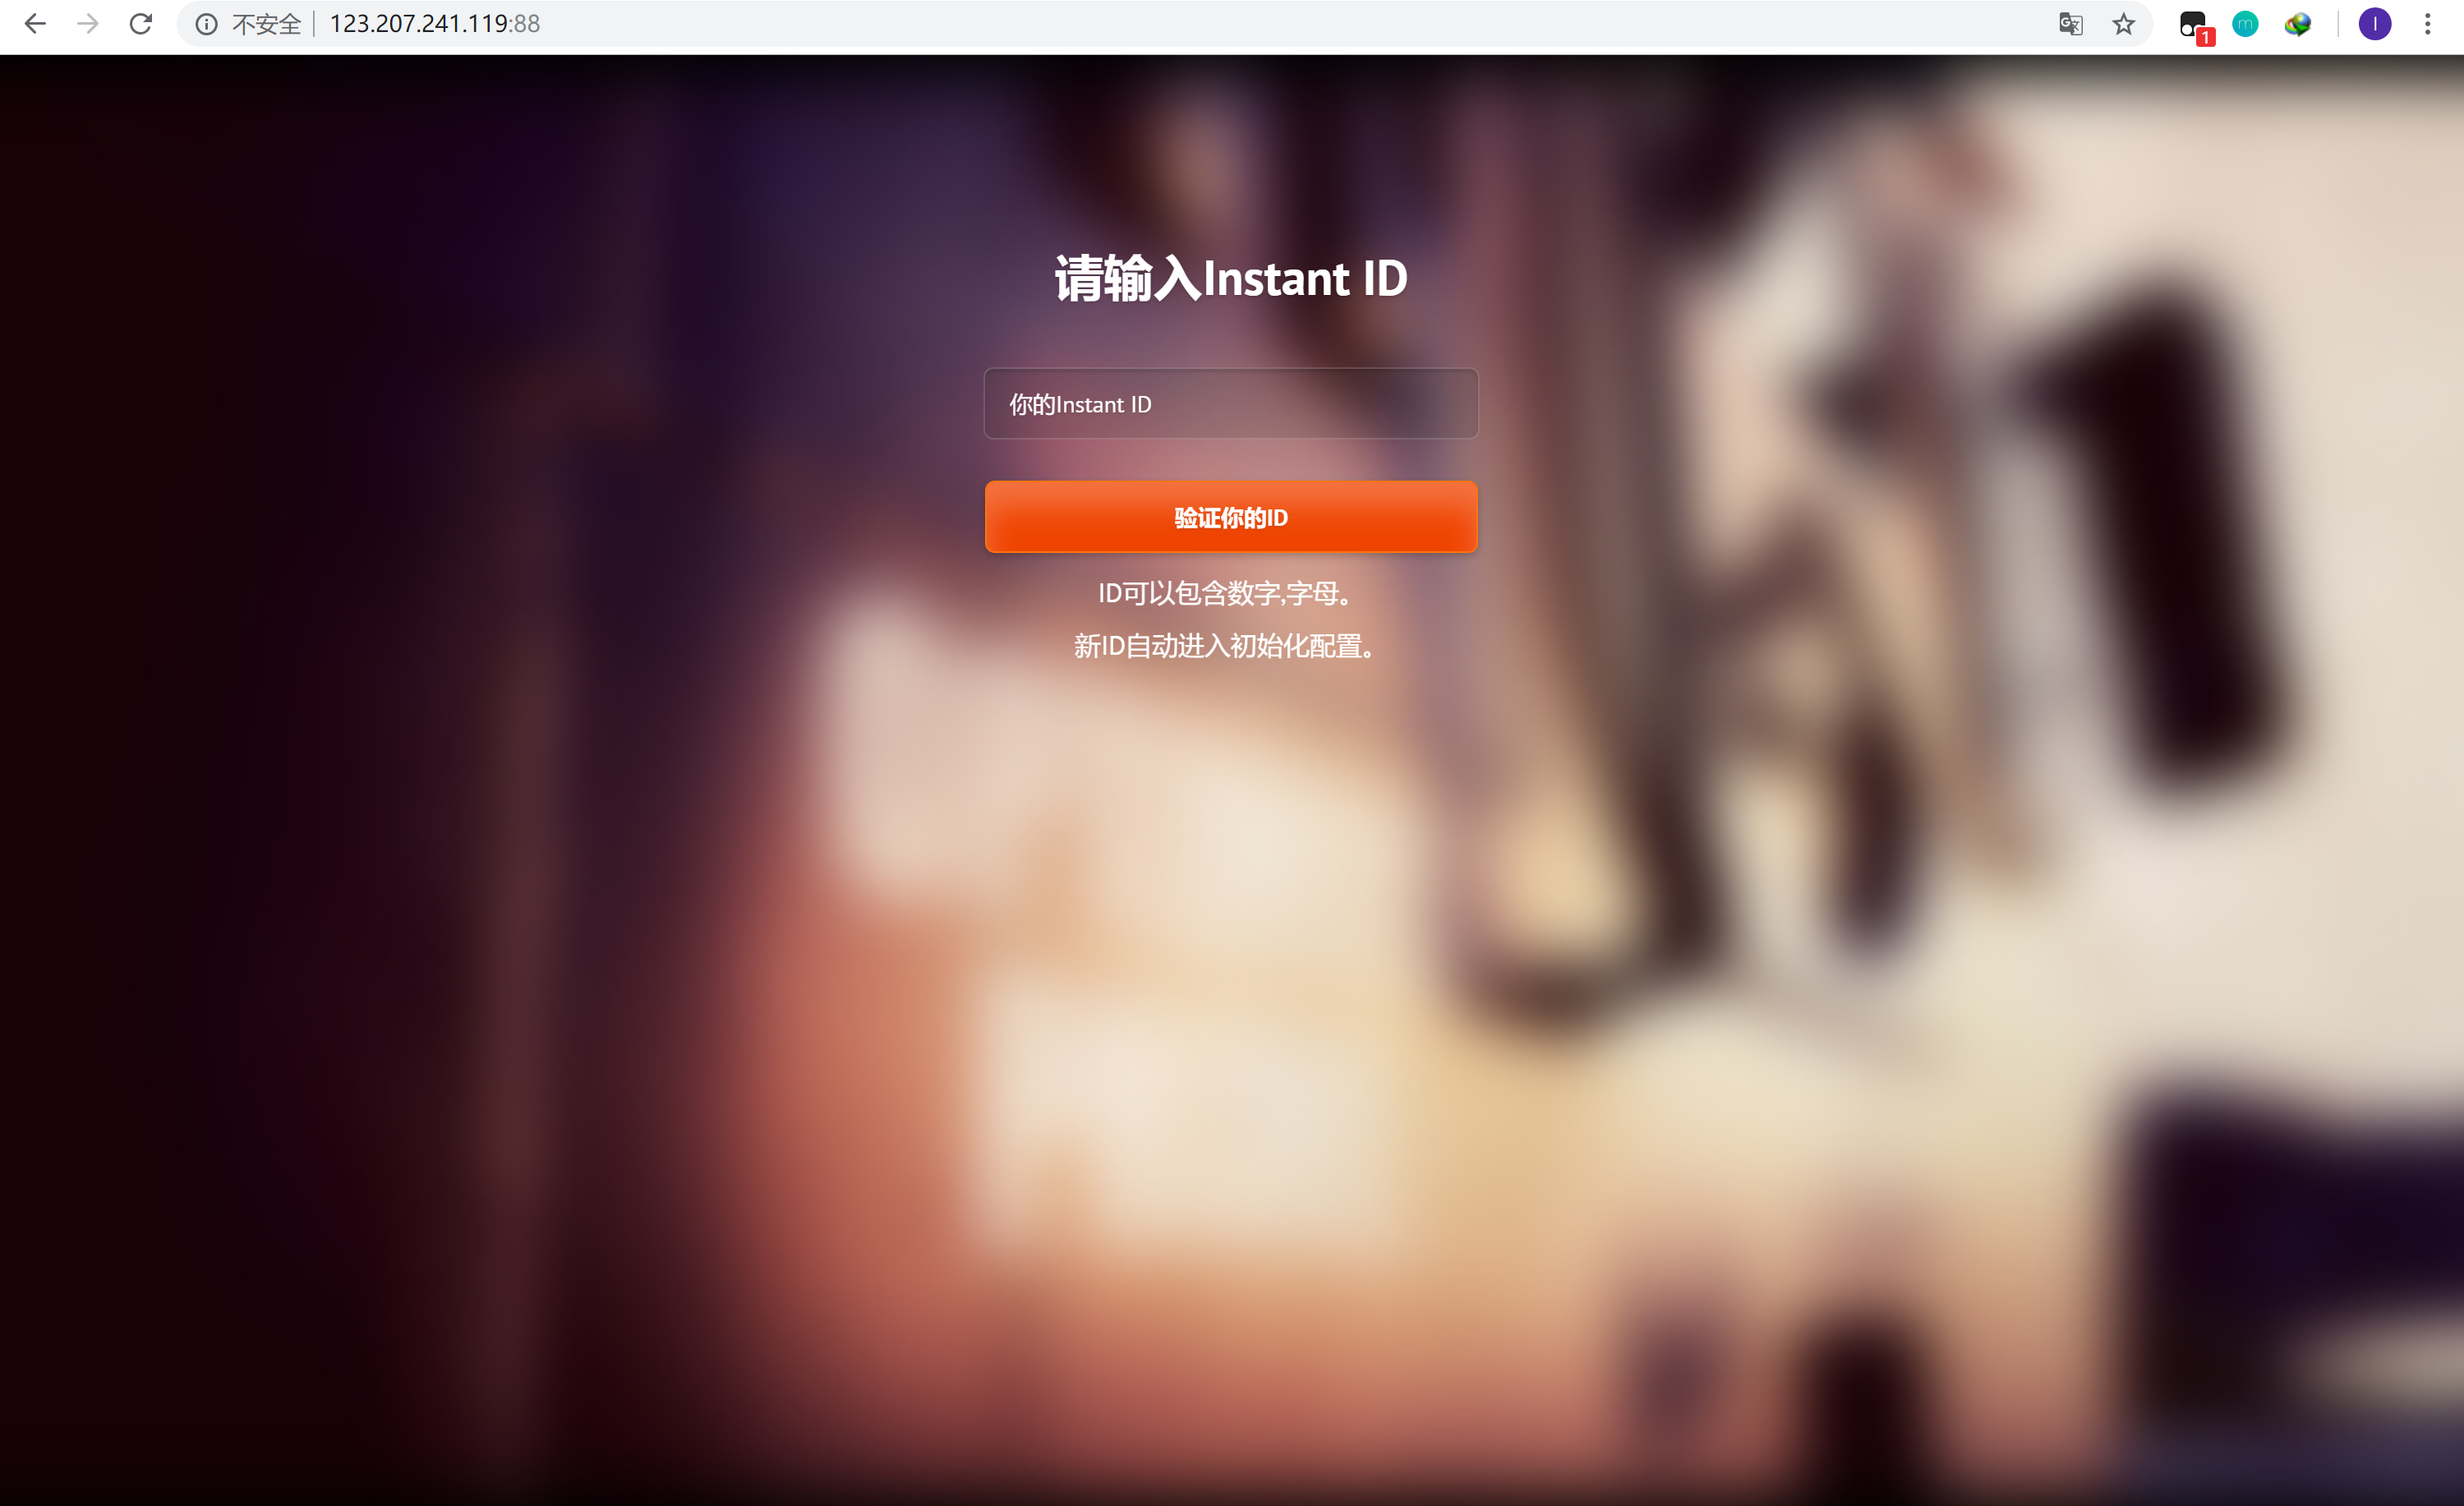 不安全 123.207.241.119:88
1
m
I
请输入Instant ID
你的Instant ID
验证你的ID
ID可以包含数字,字母。
新ID自动进入初始化配置。